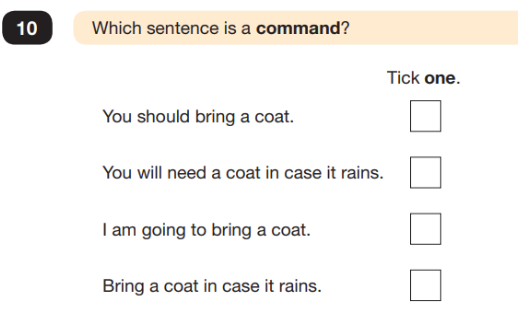 10 Which sentence is a command?
Tick one.
You should bring a coat.
You will need a coat in case it rains.
I am going to bring a coat.
Bring a coat in case it rains.